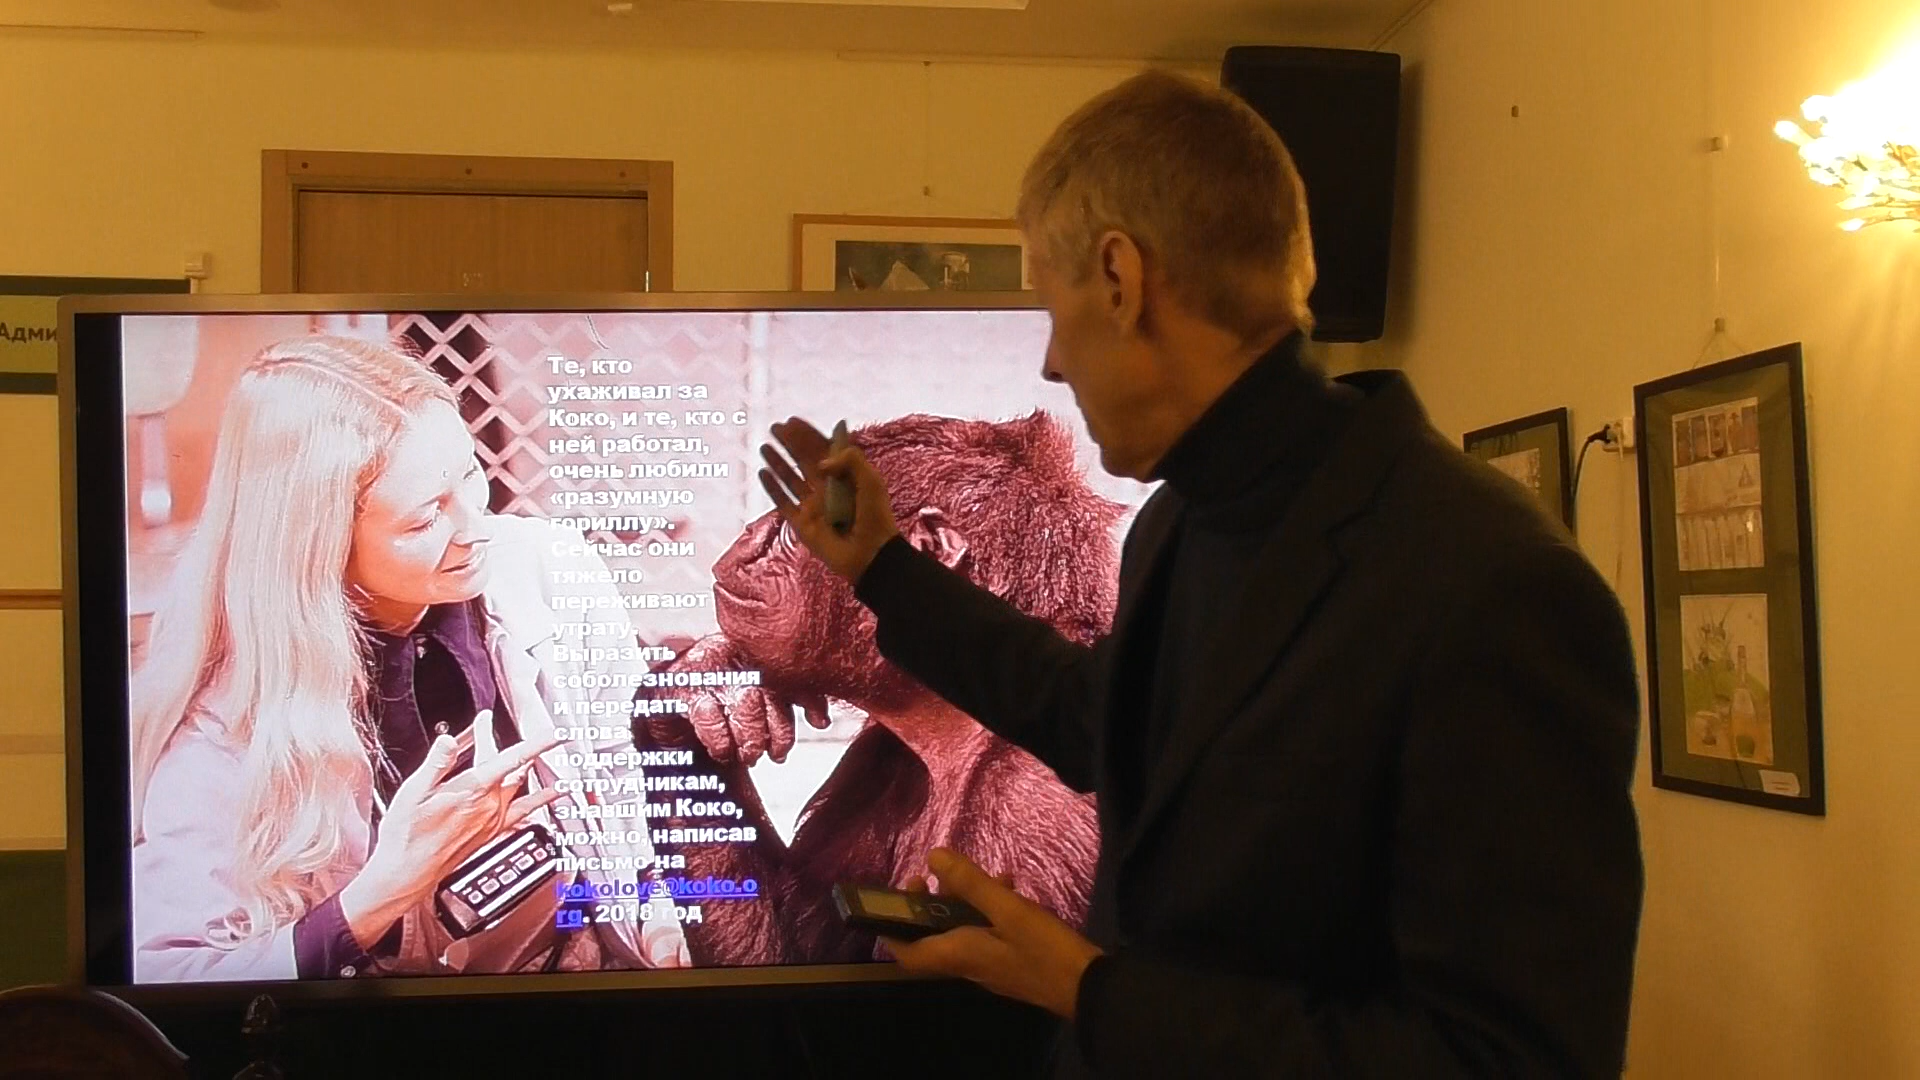 Адми
Те, кто
ухаживал за
Коко, и те, кто с
ней работал,
очень любили
«разумную
гориллу».
Сейчас они
тяжело
переживают
утрату.
Выразить
соболезнования
и передать
слова
поддержки
сотрудникам,
знавшим Коко,
можно, написав
письмо на
kokolove@koko.o
rg. 2018 год